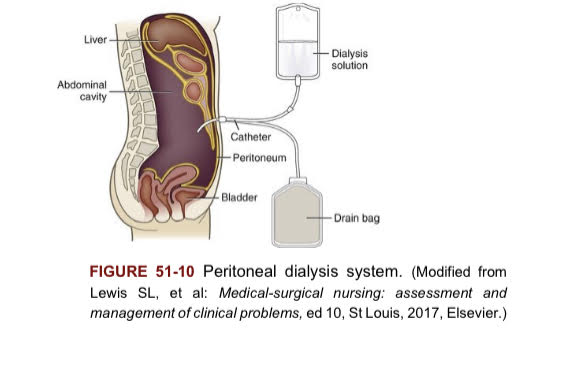 Liver
Dialysis
solution
Abdominal
cavity
Catheter
Peritoneum
Bladder
Drain bag
FIGURE 51-10 Peritoneal dialysis system. (Modified from
Lewis SL, et al: Medical-surgical nursing: assessment and
management of clinical problems, ed 10, St Louis, 2017, Elsevier.)